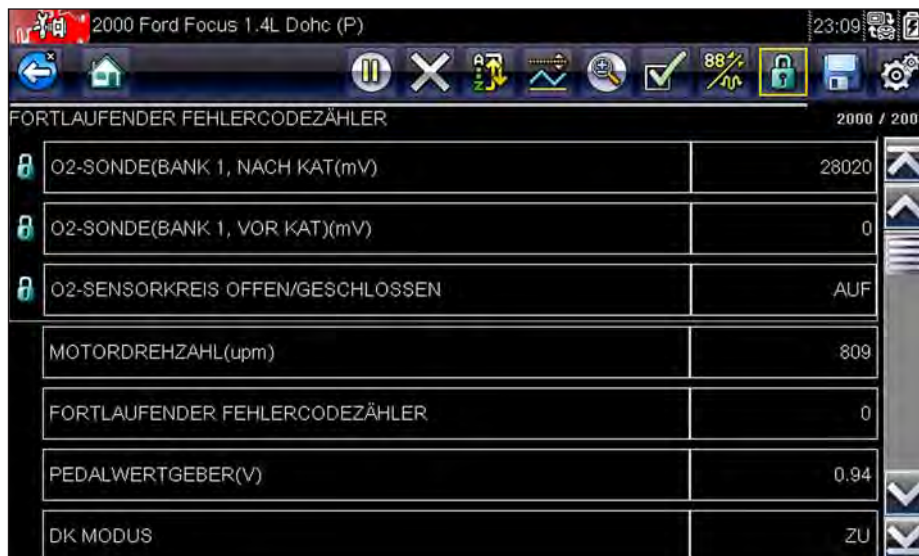 2000 Ford Focus 1.4L Dohc (P)
23:09
FORTLAUFENDER FEHLERCODEZÄHLER
2000 / 200
O2-SONDE(BANK 1, NACH KAT(mV)
28020
O2-SONDE(BANK 1, VOR KAT)(mV)
0
O2-SENSORKREIS OFFEN/GESCHLOSSEN
AUF
MOTORDREHZAHL(upm)
809
FORTLAUFENDER FEHLERCODEZÄHLER
0
PEDALWERTGEBER(V)
0.94
DK MODUS
ZU